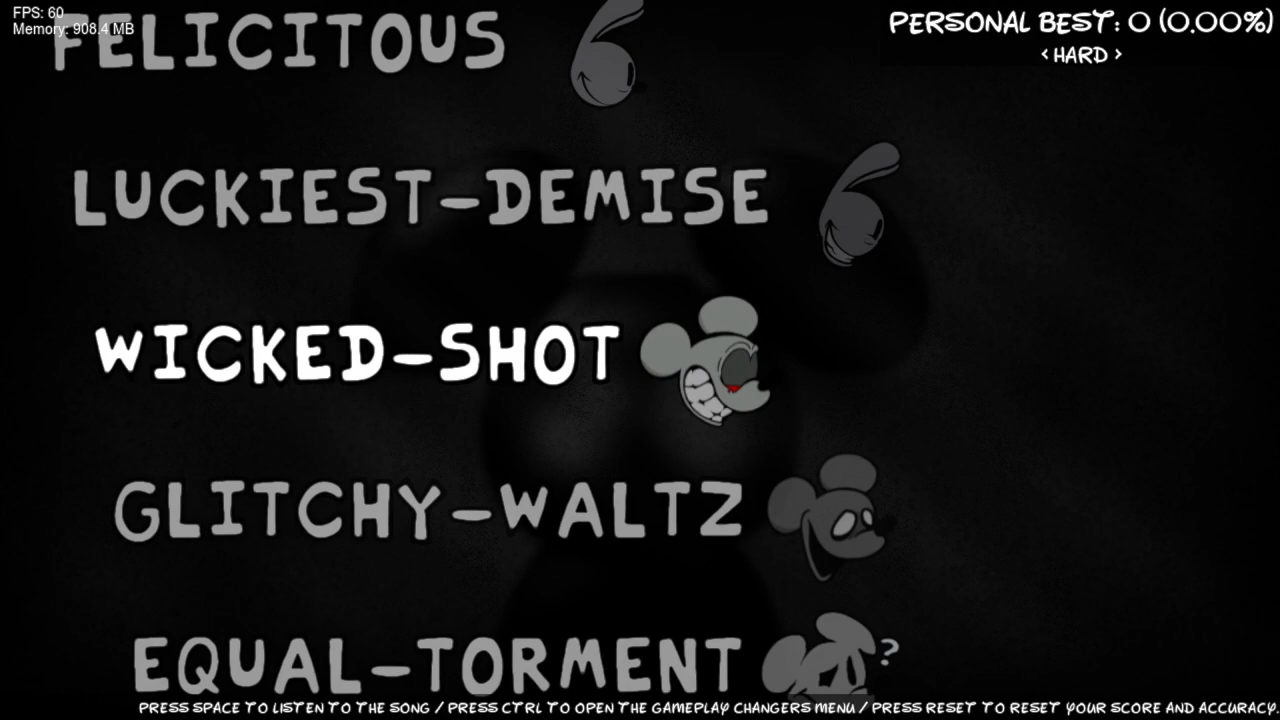 FPS: 60
Memory: 908.4 MB
PERSONAL BEST: 0 (0.00%)
< HARD >
FELICITOUS
LUCKIEST-DEMISE
WICKED-SHOT
GLITCHY-WALTZ
EQUAL-TORMENT
?
PRESS SPACE TO LISTEN TO THE SONG / PRESS CTRL TO OPEN THE GAMEPLAY CHANGERS MENU / PRESS RESET TO RESET YOUR SCORE AND ACCURACY.